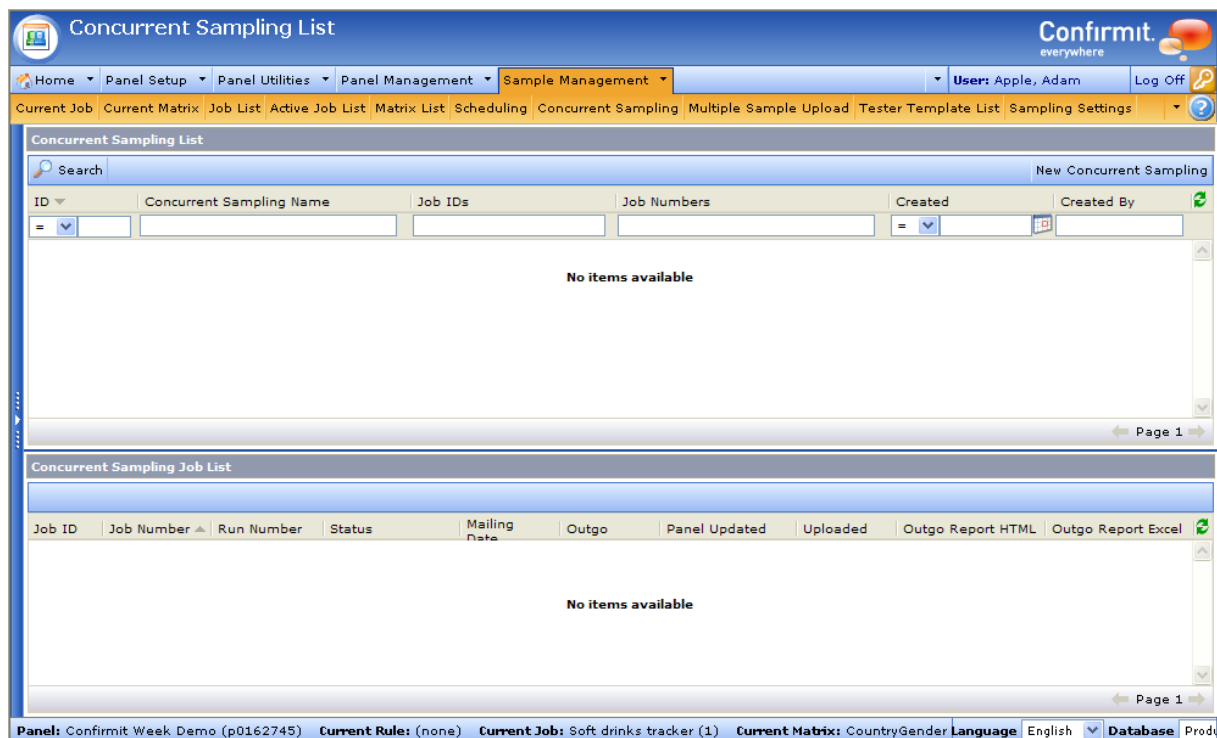 Concurrent Sampling List
Confirmit.
everywhere
Home Panel Setup Panel Utilities Panel Management Sample Management User: Apple, Adam Log Off
Current Job Current Matrix Job List Active Job List Matrix List Scheduling Concurrent Sampling Multiple Sample Upload Tester Template List Sampling Settings
Concurrent Sampling List
Search New Concurrent Sampling
ID Concurrent Sampling Name Job IDs Job Numbers Created Created By
= =
No items available
Page 1
Concurrent Sampling Job List
Job ID Job Number Run Number Status Mailing Date Outgo Panel Updated Uploaded Outgo Report HTML Outgo Report Excel
No items available
Page 1
Panel: Confirmit Week Demo (p0162745) Current Rule: (none) Current Job: Soft drinks tracker (1) Current Matrix: CountryGender Language English Database Produ